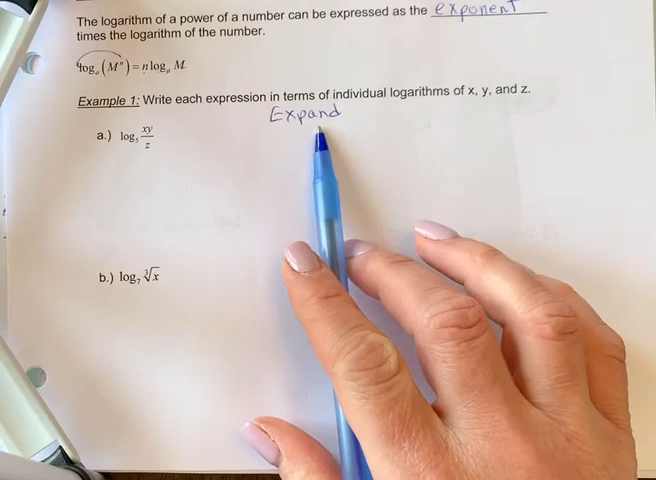 The logarithm of a power of a number can be expressed as the exponent
times the logarithm of the number.
logₐ(Mⁿ) = n logₐ M
Example 1: Write each expression in terms of individual logarithms of x, y, and z.
Expand
a.) log₅ xy/z
b.) log₇ ∛x